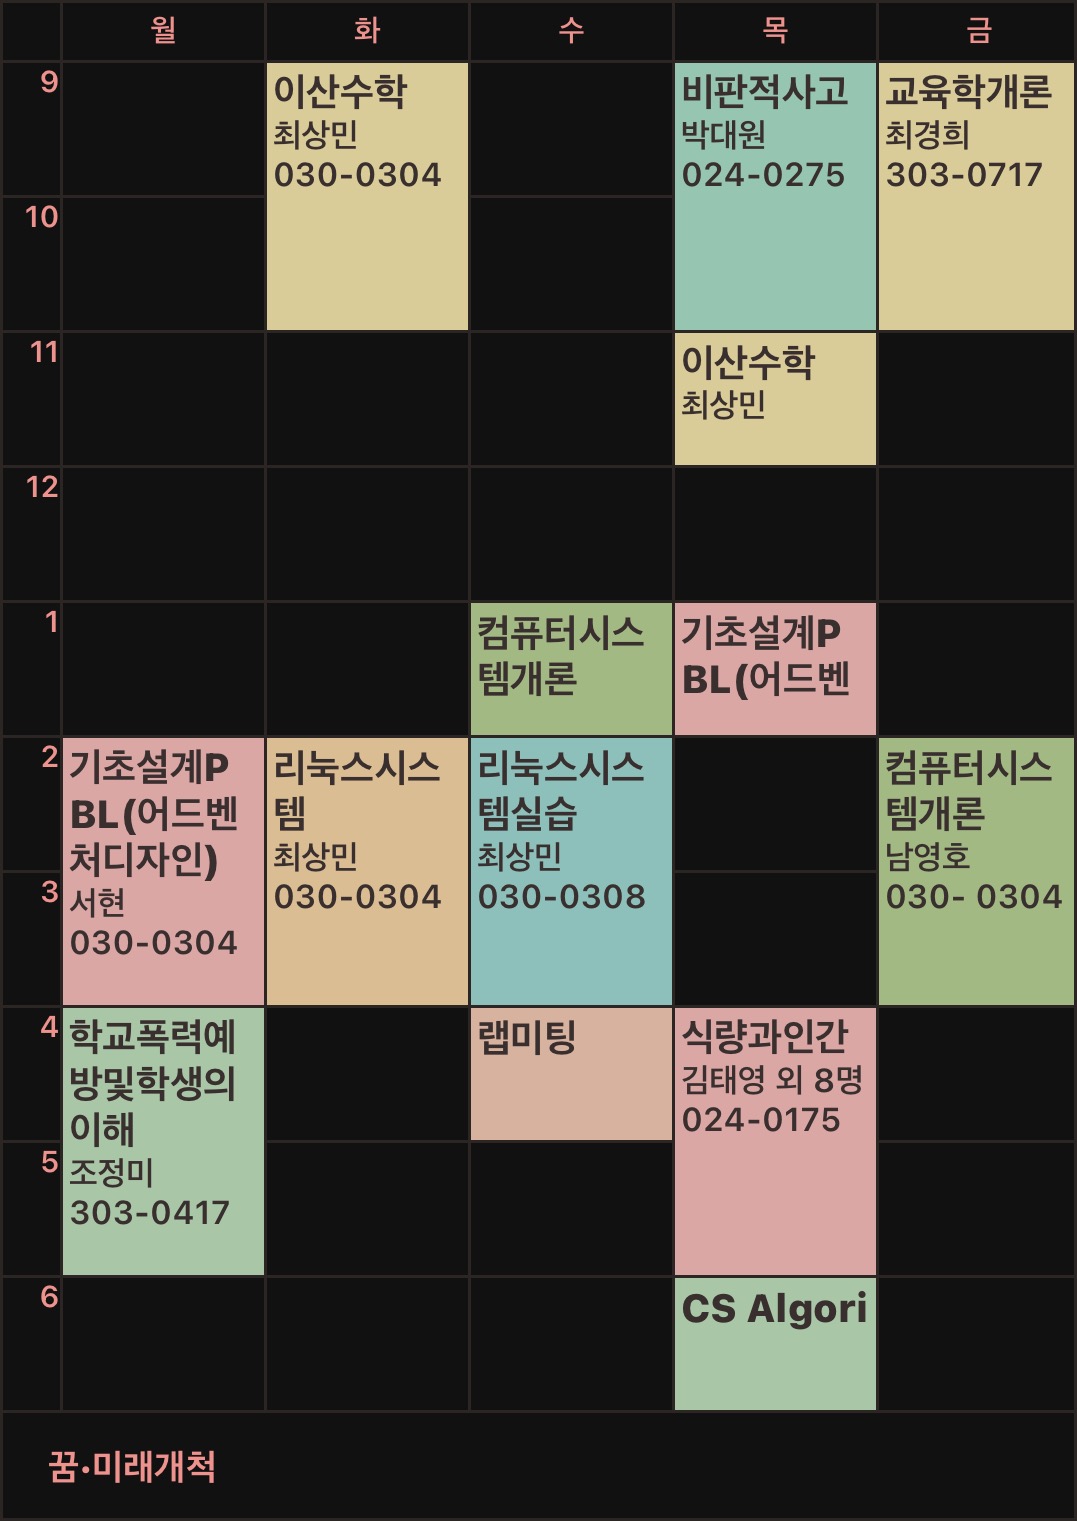 월 화 수 목 금
9
이산수학
최상민
030-0304
비판적사고
박대원
024-0275
교육학개론
최경희
303-0717
10
11
이산수학
최상민
12
1
컴퓨터시스
템개론
기초설계P
BL(어드벤
2
기초설계P
BL(어드벤
처디자인)
서현
030-0304
리눅스시스
템
최상민
030-0304
리눅스시스
템실습
최상민
030-0308
컴퓨터시스
템개론
남영호
030- 0304
3
4
학교폭력예
방및학생의
이해
조정미
303-0417
랩미팅
식량과인간
김태영 외 8명
024-0175
5
6
CS Algori
꿈·미래개척